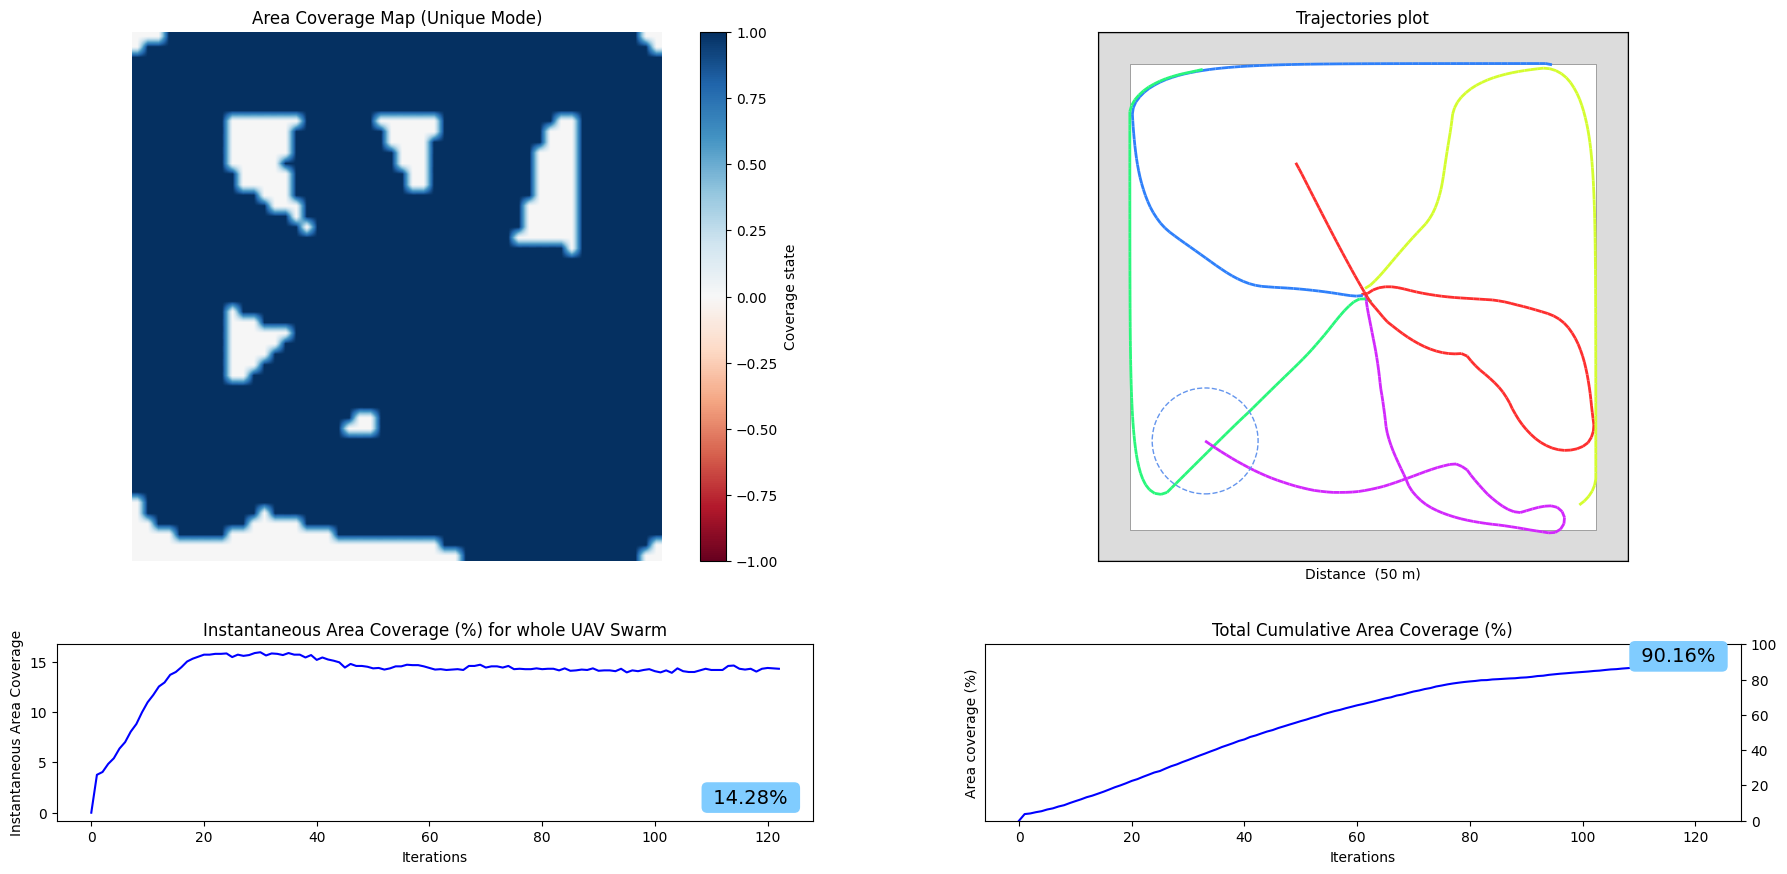 Area Coverage Map (Unique Mode)
1.00
0.75
0.50
0.25
0.00
−0.25
−0.50
−0.75
−1.00
Coverage state
Trajectories plot
Distance  (50 m)
Instantaneous Area Coverage (%) for whole UAV Swarm
Instantaneous Area Coverage
15
10
5
0
14.28%
0 20 40 60 80 100 120
Iterations
Total Cumulative Area Coverage (%)
Area coverage (%)
90.16%
100
80
60
40
20
0
0 20 40 60 80 100 120
Iterations